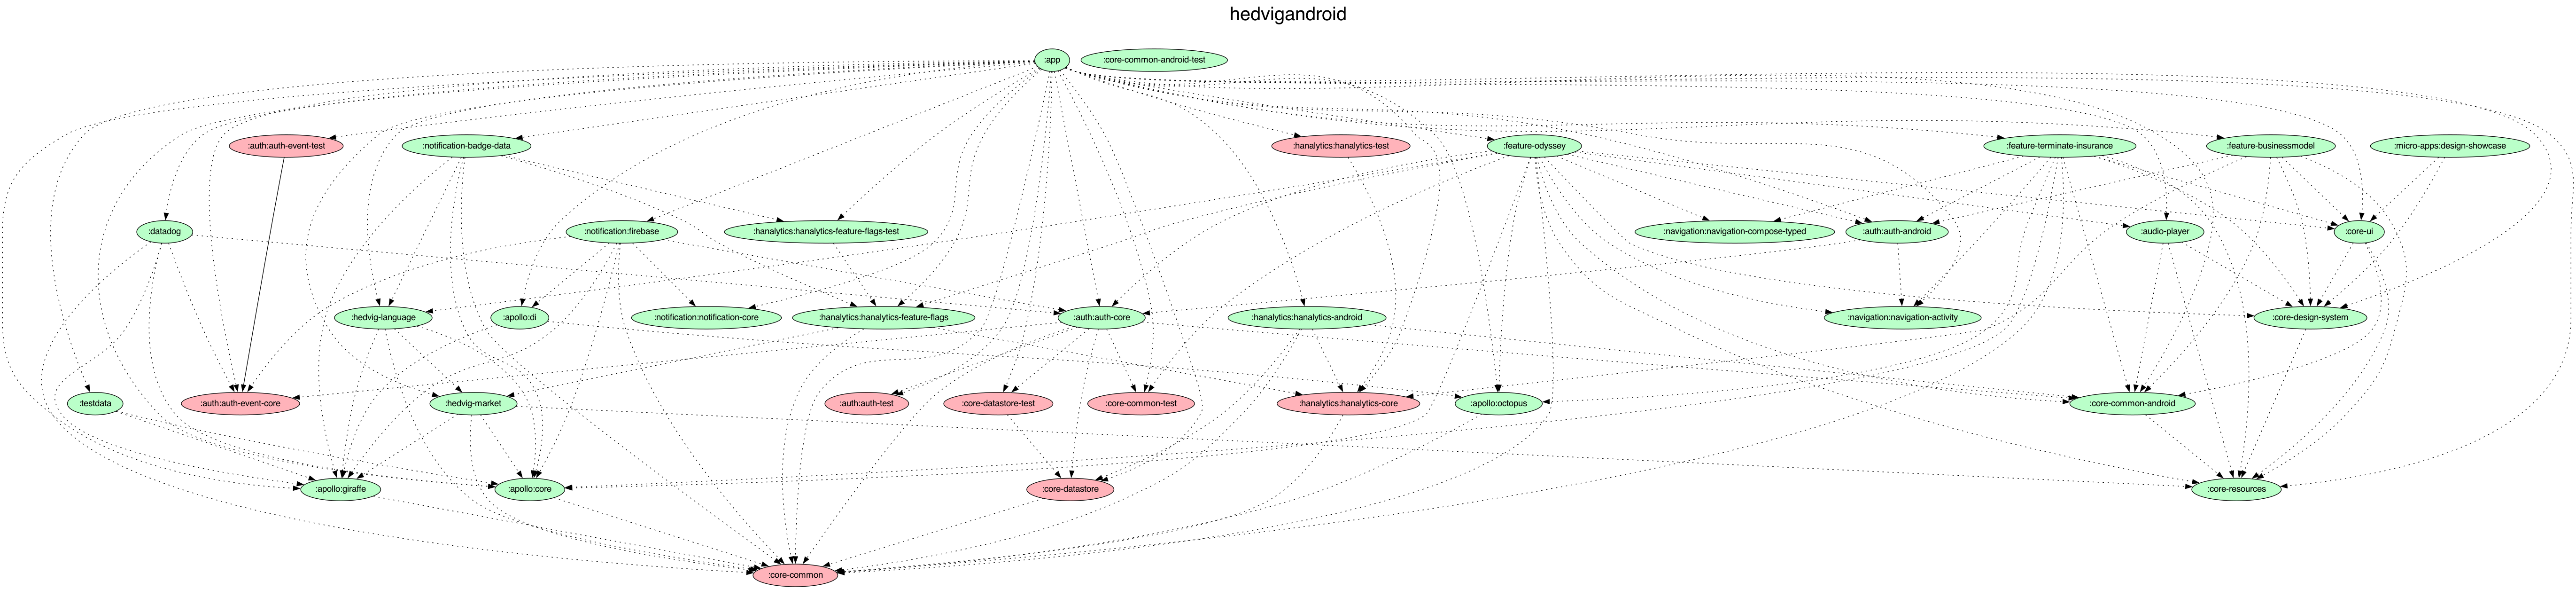 hedvigandroid
:app
:core-common-android-test
:auth:auth-event-test
:notification-badge-data
:hanalytics:hanalytics-test
:feature-odyssey
:feature-terminate-insurance
:feature-businessmodel
:micro-apps:design-showcase
:datadog
:notification:firebase
:hanalytics:hanalytics-feature-flags-test
:navigation:navigation-compose-typed
:auth:auth-android
:audio-player
:core-ui
:hedvig-language
:apollo:di
:notification:notification-core
:hanalytics:hanalytics-feature-flags
:auth:auth-core
:hanalytics:hanalytics-android
:navigation:navigation-activity
:core-design-system
:testdata
:auth:auth-event-core
:hedvig-market
:auth:auth-test
:core-datastore-test
:core-common-test
:hanalytics:hanalytics-core
:apollo:octopus
:core-common-android
:apollo:giraffe
:apollo:core
:core-datastore
:core-resources
:core-common